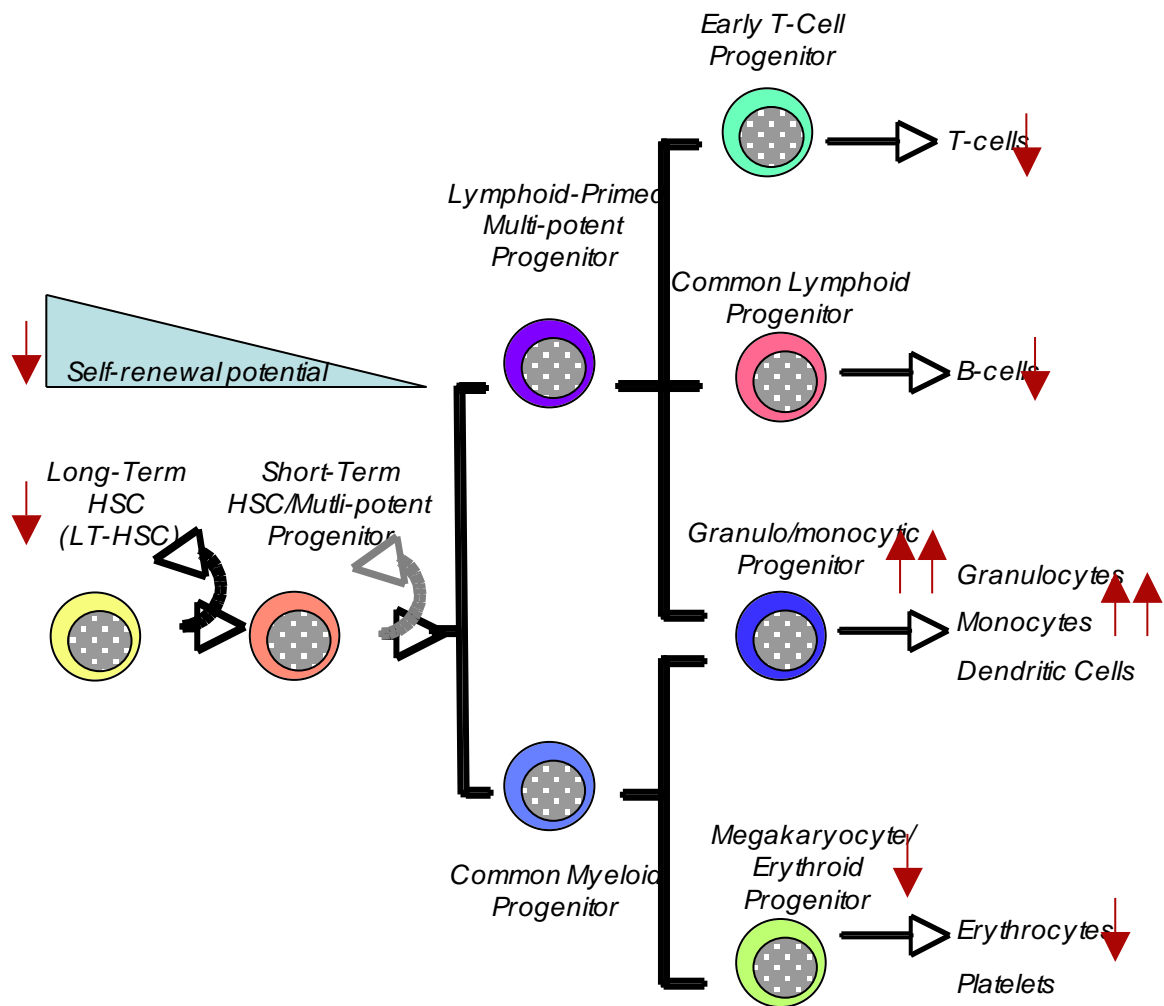 Early T-Cell
Progenitor
T-cells
Lymphoid-Primed
Multi-potent
Progenitor
Common Lymphoid
Progenitor
Self-renewal potential
B-cells
Long-Term
HSC
(LT-HSC)
Short-Term
HSC/Mutli-potent
Progenitor
Granulo/monocytic
Progenitor
Granulocytes
Monocytes
Dendritic Cells
Common Myeloid
Progenitor
Megakaryocyte/
Erythroid
Progenitor
Erythrocytes
Platelets